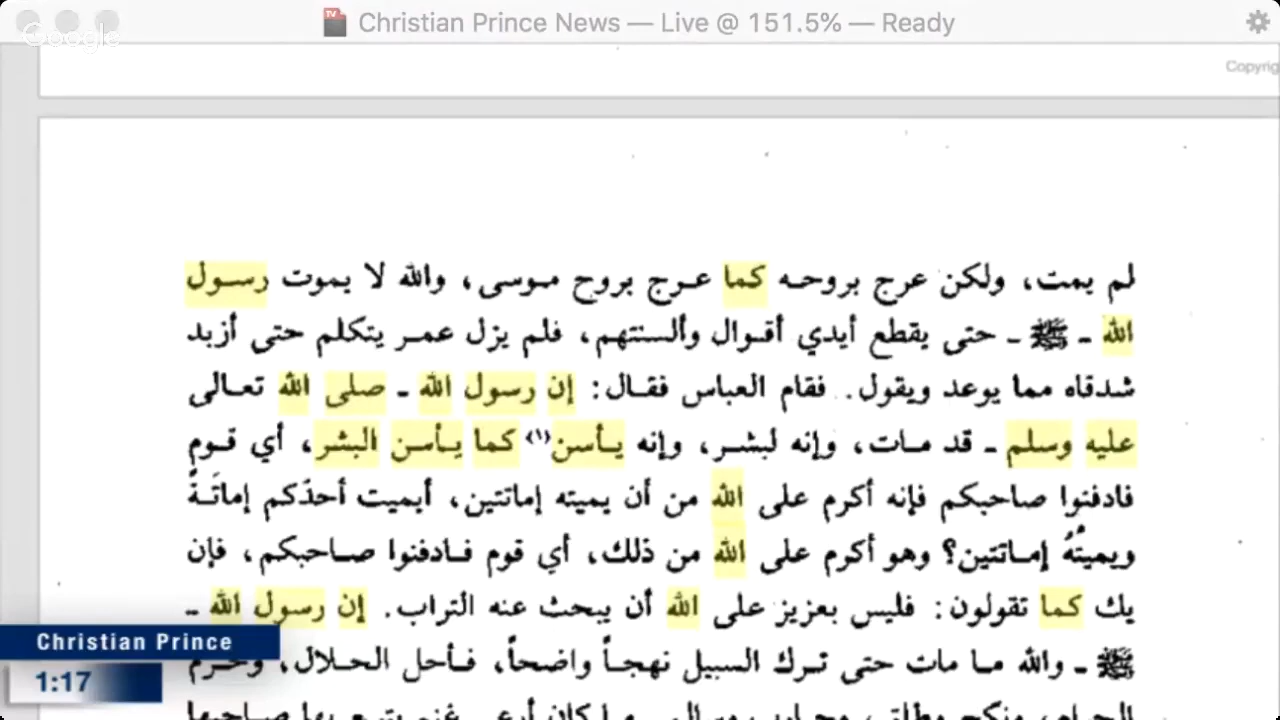 Google
Christian Prince News — Live @ 151.5% — Ready
Copyrig
لم يمت، ولكن عرج بروحه كما عرج بروح موسى، والله لا يموت رسول
الله ـ ﷺ ـ حتى يقطع أيدي أقوال وألسنتهم، فلم يزل عمر يتكلم حتى أزبد
شدقاه مما يوعد ويقول. فقام العباس فقال: إن رسول الله ـ صلى الله تعالى
عليه وسلم ـ قد مات، وإنه لبشر، وإنه يأسن(١) كما يأسن البشر، أي قوم
فادفنوا صاحبكم فإنه أكرم على الله من أن يميته إماتتين، أيميت أحدَكم إماتَةً
ويميتُهُ إماتتين؟ وهو أكرم على الله من ذلك، أي قوم فادفنوا صاحبكم، فإن
يك كما تقولون: فليس بعزيز على الله أن يبحث عنه التراب. إن رسول الله ـ
ﷺ ـ والله ما مات حتى ترك السبيل نهجاً واضحاً، فأحل الحلال، وحرم
Christian Prince
1:17